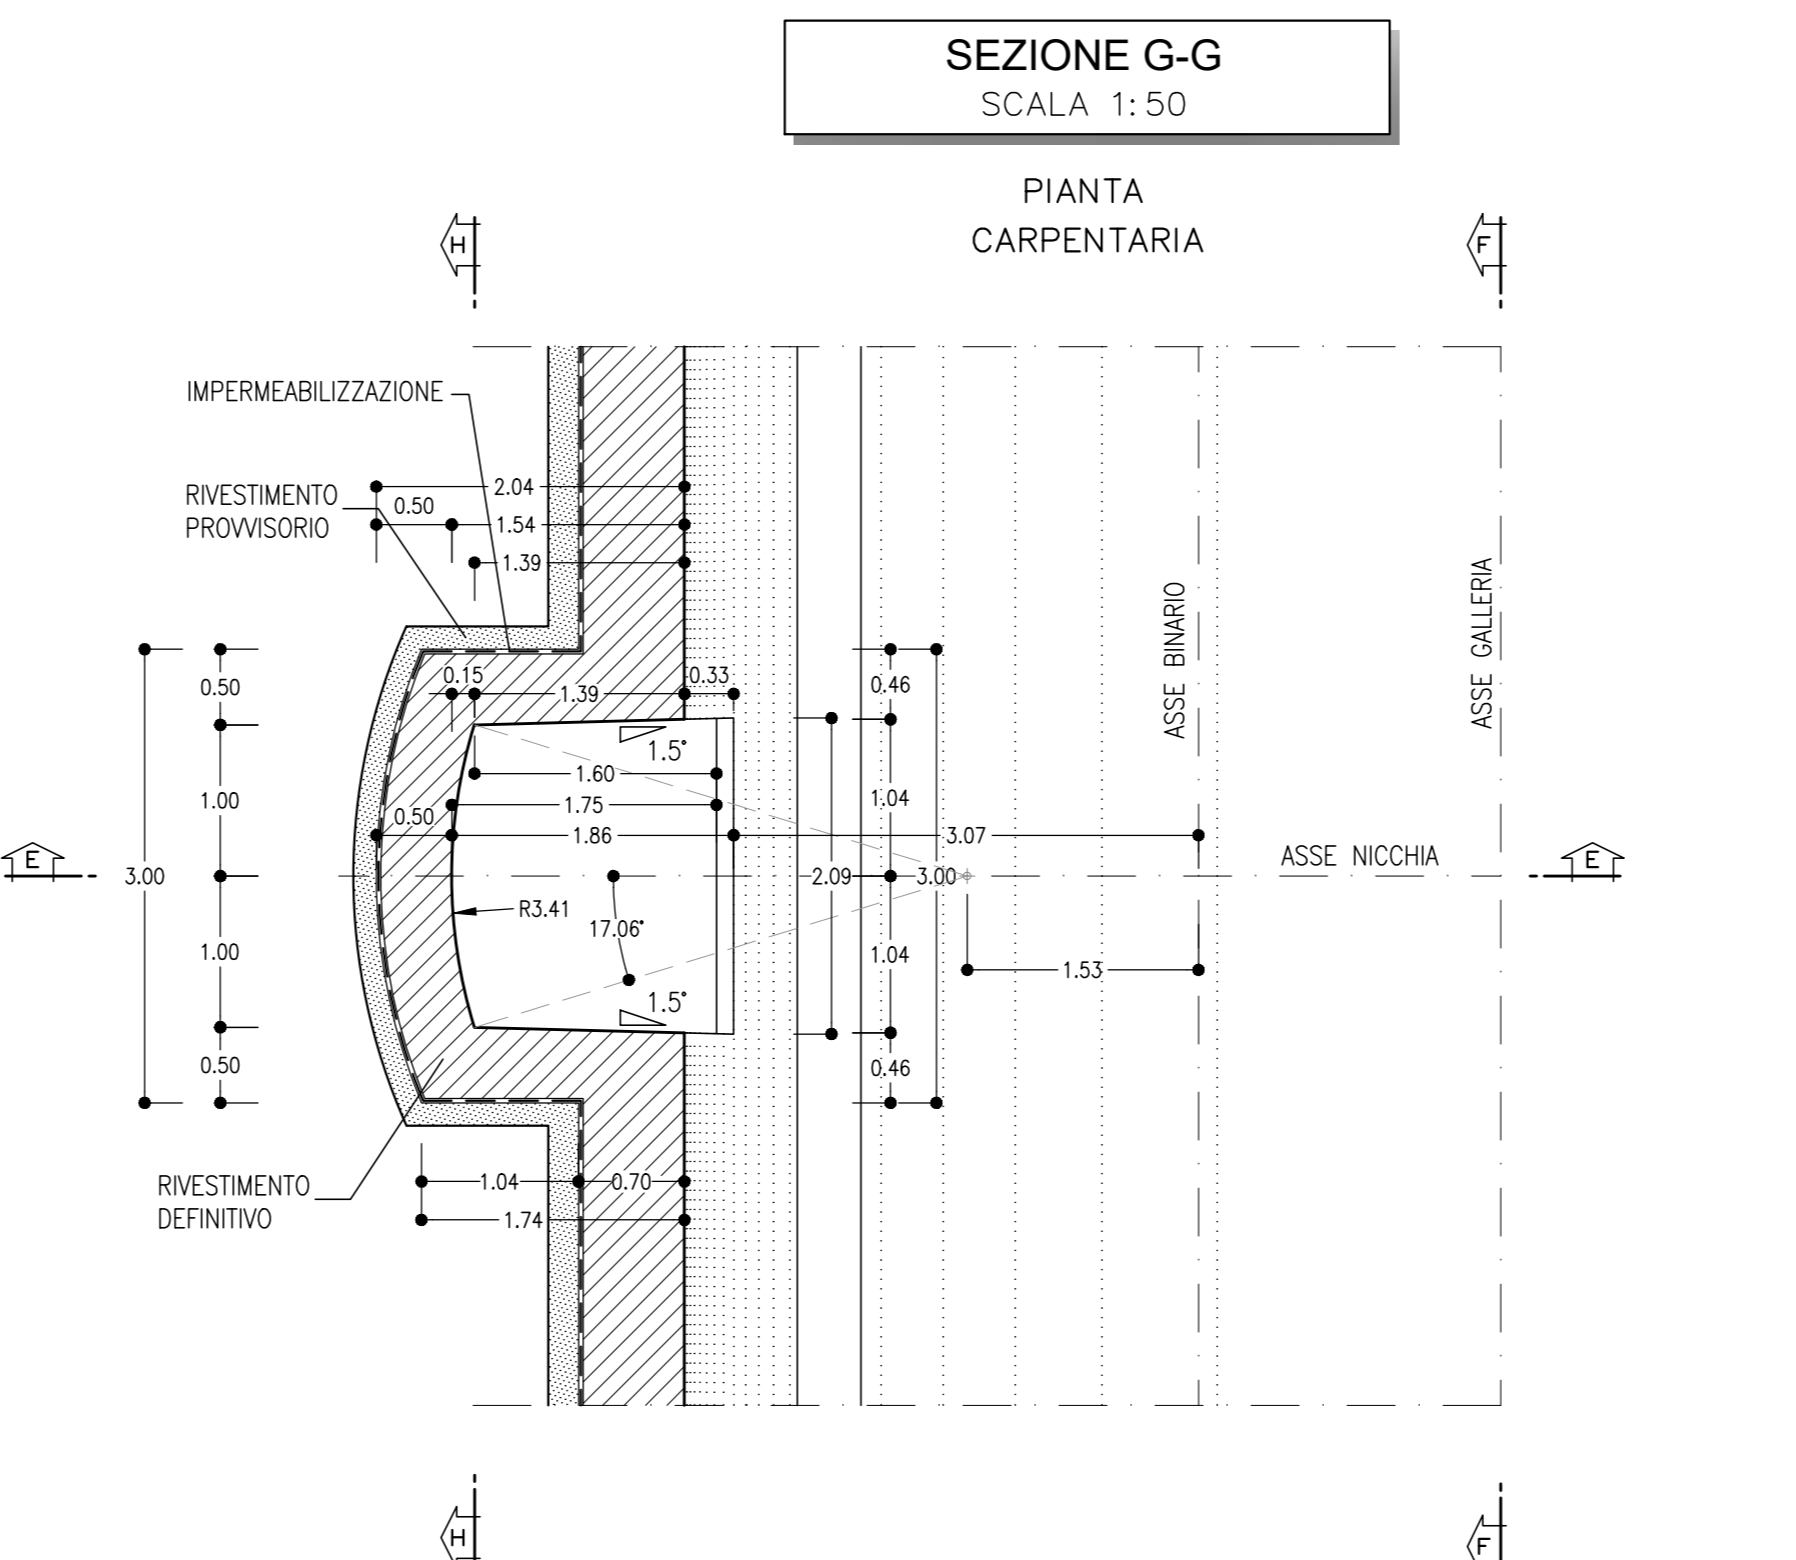 SEZIONE G-G
SCALA 1:50
PIANTA
CARPENTARIA
H
F
IMPERMEABILIZZAZIONE
RIVESTIMENTO
PROVVISORIO
2.04
0.50
1.54
1.39
ASSE BINARIO
ASSE GALLERIA
0.15
1.39
0.33
0.50
0.46
1.5°
1.60
1.00
1.75
1.04
0.50
1.86
3.07
E
3.00
2.09
3.00
ASSE NICCHIA
E
R3.41
17.06°
1.00
1.04
1.53
1.5°
0.50
0.46
RIVESTIMENTO
DEFINITIVO
1.04
0.70
1.74
H
F